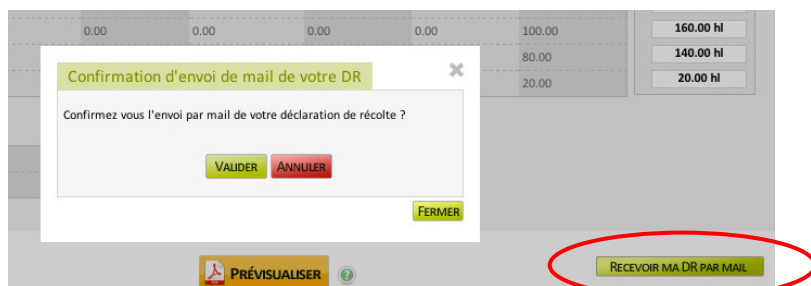 0.00 0.00 0.00 0.00 100.00 160.00 hl
80.00 140.00 hl
20.00 20.00 hl
Confirmation d'envoi de mail de votre DR
Confirmez vous l'envoi par mail de votre déclaration de récolte ?
VALIDER ANNULER
FERMER
PRÉVISUALISER ?
RECEVOIR MA DR PAR MAIL